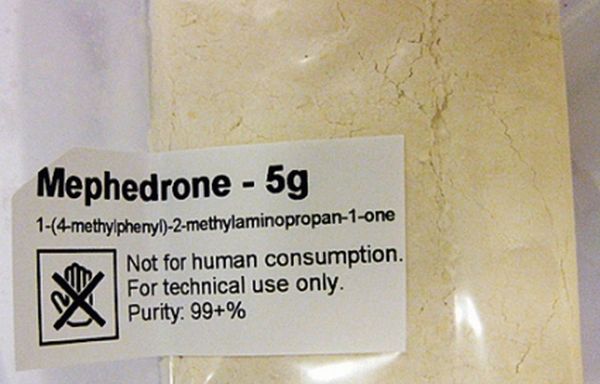 Mephedrone - 5g
1-(4-methylphenyl)-2-methylaminopropan-1-one
Not for human consumption.
For technical use only.
Purity: 99+%